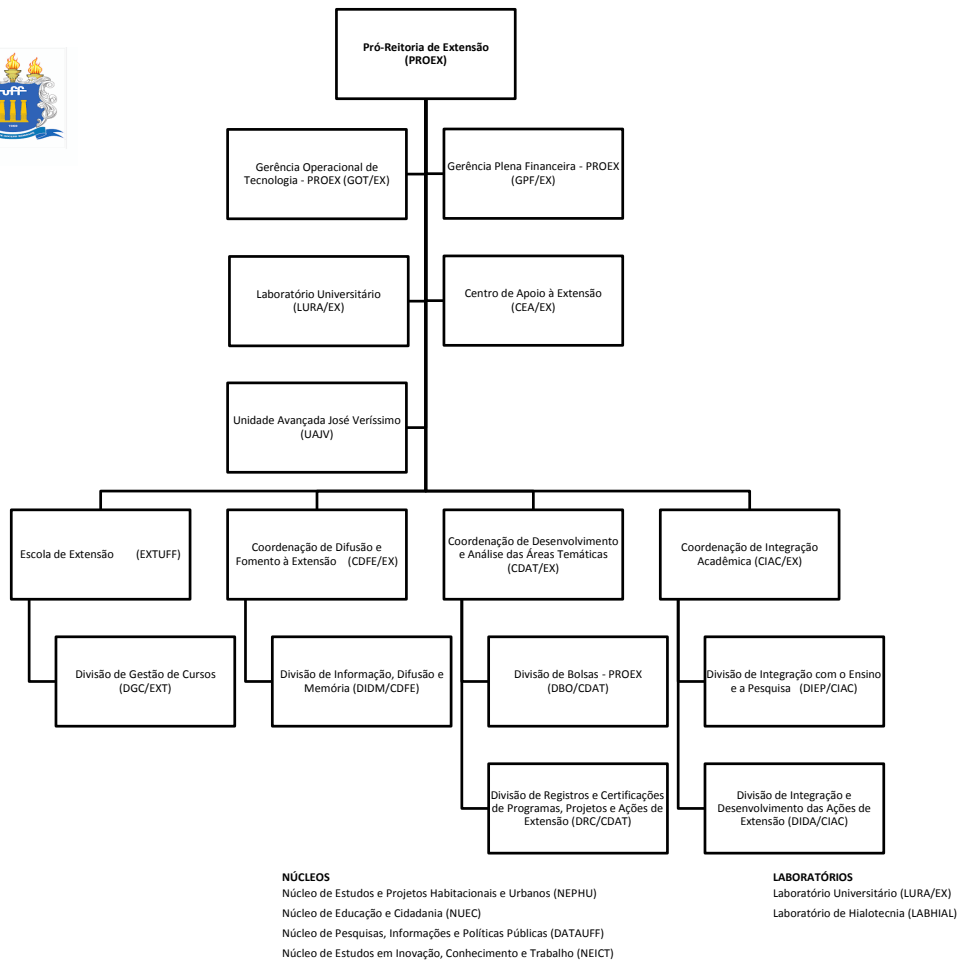 Pró-Reitoria de Extensão
(PROEX)
uff
Gerência Operacional de
Tecnologia - PROEX (GOT/EX)
Gerência Plena Financeira - PROEX
(GPF/EX)
Laboratório Universitário
(LURA/EX)
Centro de Apoio à Extensão
(CEA/EX)
Unidade Avançada José Veríssimo
(UAJV)
Escola de Extensão (EXTUFF)
Coordenação de Difusão e
Fomento à Extensão (CDFE/EX)
Coordenação de Desenvolvimento
e Análise das Áreas Temáticas
(CDAT/EX)
Coordenação de Integração
Acadêmica (CIAC/EX)
Divisão de Gestão de Cursos
(DGC/EXT)
Divisão de Informação, Difusão e
Memória (DIDM/CDFE)
Divisão de Bolsas - PROEX
(DBO/CDAT)
Divisão de Integração com o Ensino
e a Pesquisa (DIEP/CIAC)
Divisão de Registros e Certificações
de Programas, Projetos e Ações de
Extensão (DRC/CDAT)
Divisão de Integração e
Desenvolvimento das Ações de
Extensão (DIDA/CIAC)
NÚCLEOS
Núcleo de Estudos e Projetos Habitacionais e Urbanos (NEPHU)
Núcleo de Educação e Cidadania (NUEC)
Núcleo de Pesquisas, Informações e Políticas Públicas (DATAUFF)
Núcleo de Estudos em Inovação, Conhecimento e Trabalho (NEICT)
LABORATÓRIOS
Laboratório Universitário (LURA/EX)
Laboratório de Hialotecnia (LABHIAL)